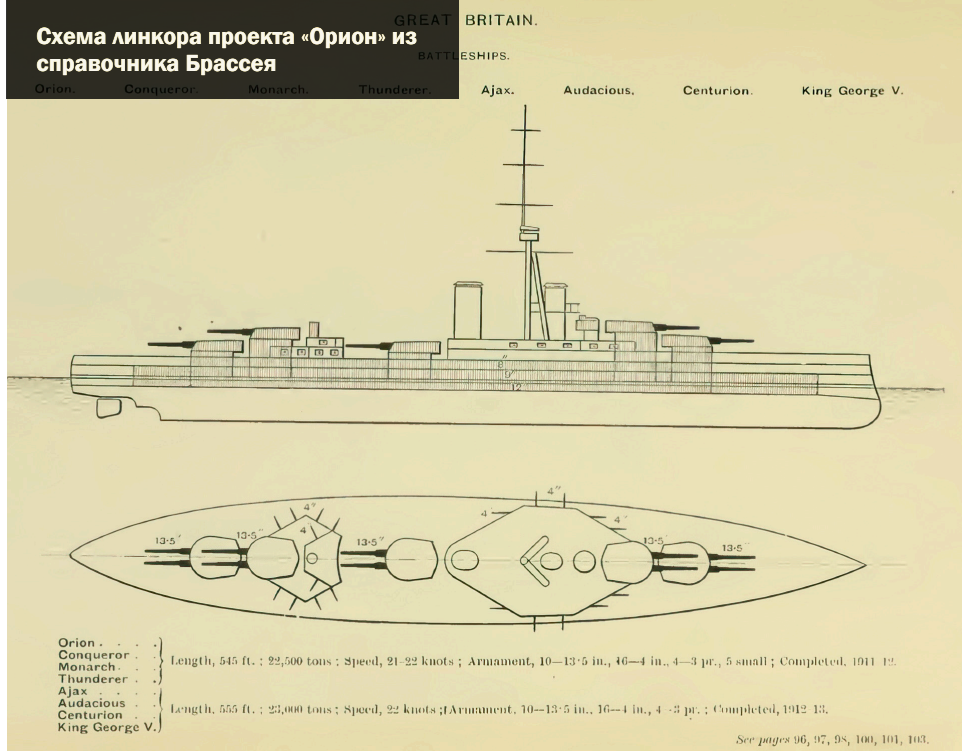 Схема линкора проекта «Орион» из
справочника Брассея
GREAT BRITAIN.
BATTLESHIPS.
Orion. Conqueror. Monarch. Thunderer. Ajax. Audacious. Centurion. King George V.
8"
9"
12
4"
4" 4" 4"
13·5" 13·5" 4" 13·5" 13·5" 13·5"
Orion . . . .
Conqueror . .
Monarch . . .
Thunderer . .
Length, 545 ft. ; 22,500 tons ; Speed, 21-22 knots ; Armament, 10—13·5 in., 16—4 in., 4—3 pr., 5 small ; Completed, 1911-12.
Ajax . . . .
Audacious . .
Centurion . .
King George V.
Length, 555 ft. ; 23,000 tons ; Speed, 22 knots ; Armament, 10—13·5 in., 16—4 in., 4—3 pr. ; Completed, 1912-13.
See pages 96, 97, 98, 100, 101, 103.